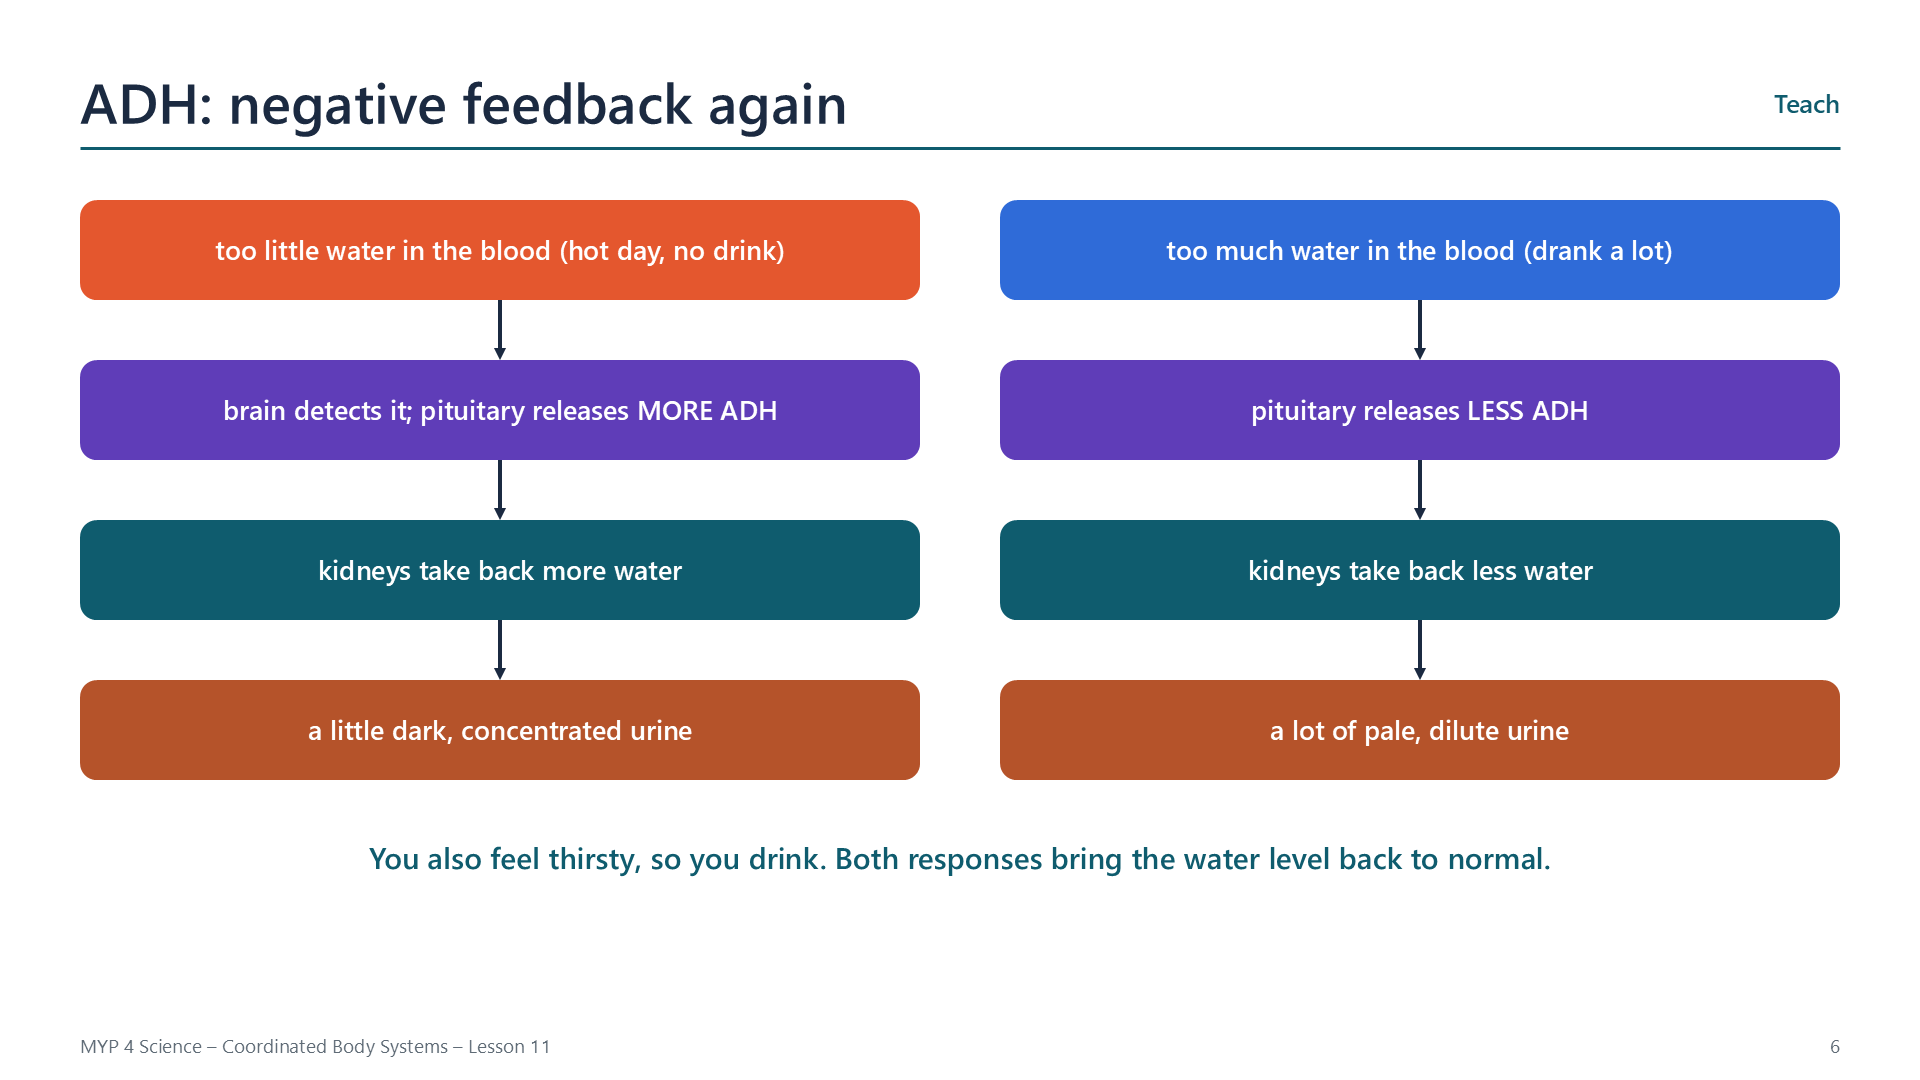 ADH: negative feedback again
Teach
too little water in the blood (hot day, no drink)
brain detects it; pituitary releases MORE ADH
kidneys take back more water
a little dark, concentrated urine
too much water in the blood (drank a lot)
pituitary releases LESS ADH
kidneys take back less water
a lot of pale, dilute urine
You also feel thirsty, so you drink. Both responses bring the water level back to normal.
MYP 4 Science – Coordinated Body Systems – Lesson 11
6